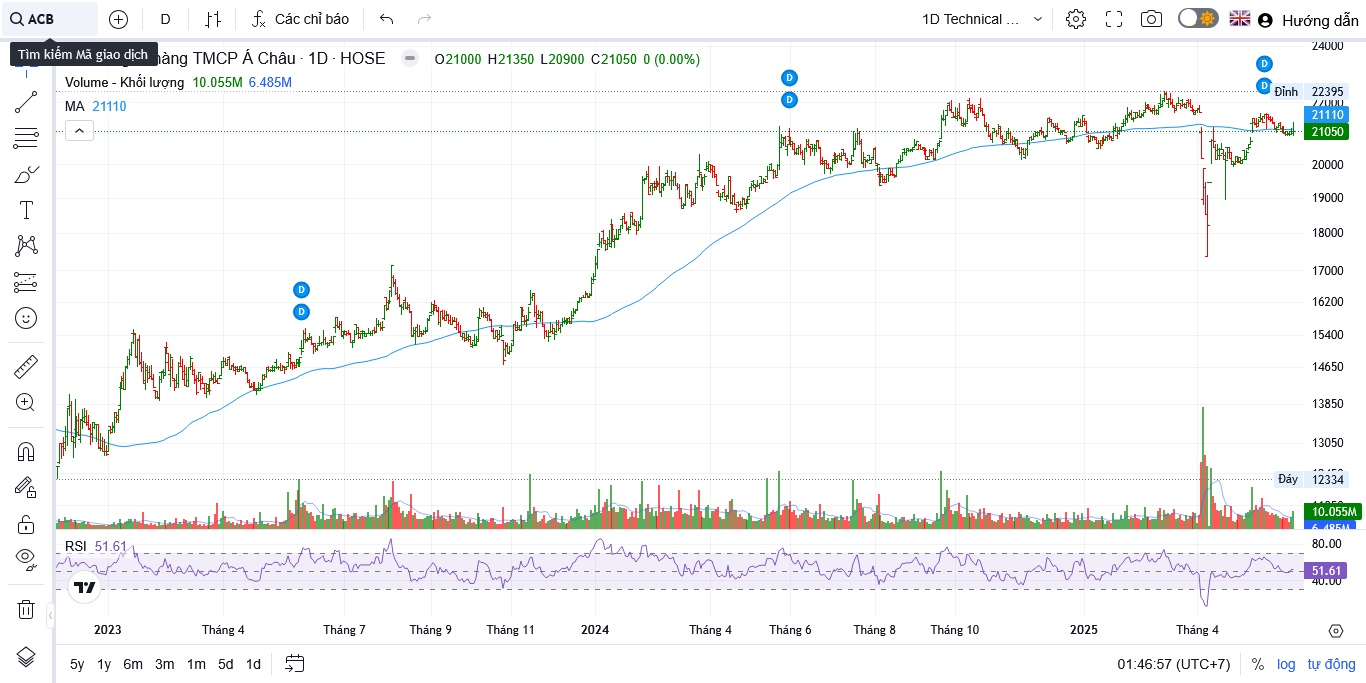 ACB
D
Các chỉ báo
1D Technical ...
Hướng dẫn
Tìm kiếm Mã giao dịch
hàng TMCP Á Châu · 1D · HOSE
O21000 H21350 L20900 C21050 0 (0.00%)
Volume - Khối lượng 10.055M 6.485M
MA 21110
D
D
D
D
D
D
24000
Đỉnh 22395
22000
21110
21050
20000
19000
18000
17000
16200
15400
14650
13850
13050
Đáy 12334
10.055M
6.485M
RSI 51.61
80.00
51.61
40.00
2023
Tháng 4
Tháng 7
Tháng 9
Tháng 11
2024
Tháng 4
Tháng 6
Tháng 8
Tháng 10
2025
Tháng 4
5y 1y 6m 3m 1m 5d 1d
01:46:57 (UTC+7)
% log tự động